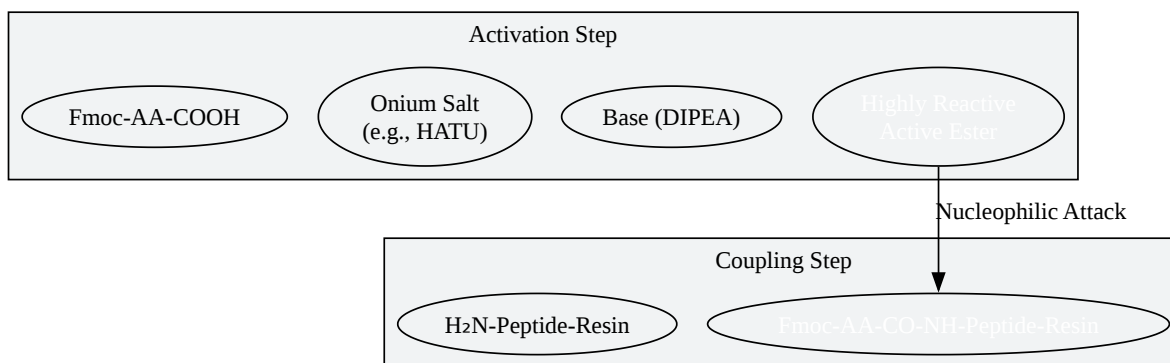 Activation Step
Fmoc-AA-COOH
Onium Salt
(e.g., HATU)
Base (DIPEA)
Highly Reactive
Active Ester
Nucleophilic Attack
Coupling Step
H₂N-Peptide-Resin
Fmoc-AA-CO-NH-Peptide-Resin